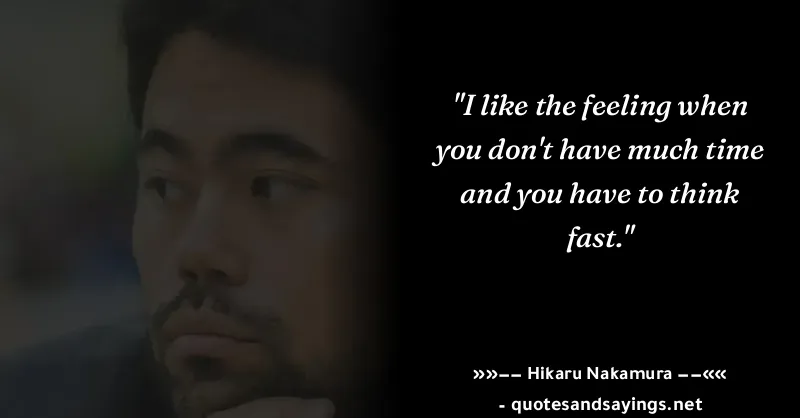 "I like the feeling when
you don't have much time
and you have to think
fast."
»»−− Hikaru Nakamura −−««
- quotesandsayings.net